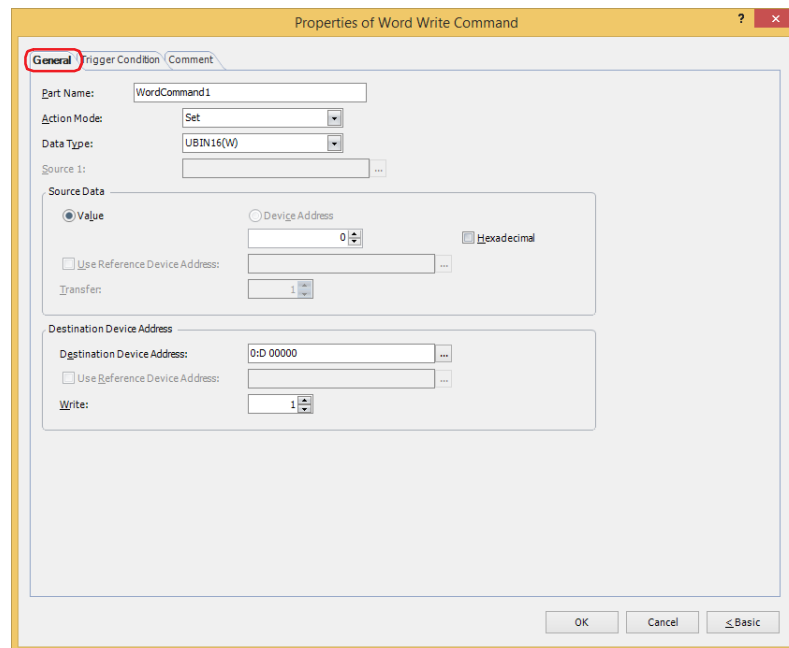 Properties of Word Write Command ? ×
General Trigger Condition Comment
Part Name: WordCommand1
Action Mode: Set
Data Type: UBIN16(W)
Source 1: ...
Source Data
Value Device Address
0 Hexadecimal
Use Reference Device Address: ...
Transfer: 1
Destination Device Address
Destination Device Address: 0:D 00000 ...
Use Reference Device Address: ...
Write: 1
OK Cancel < Basic